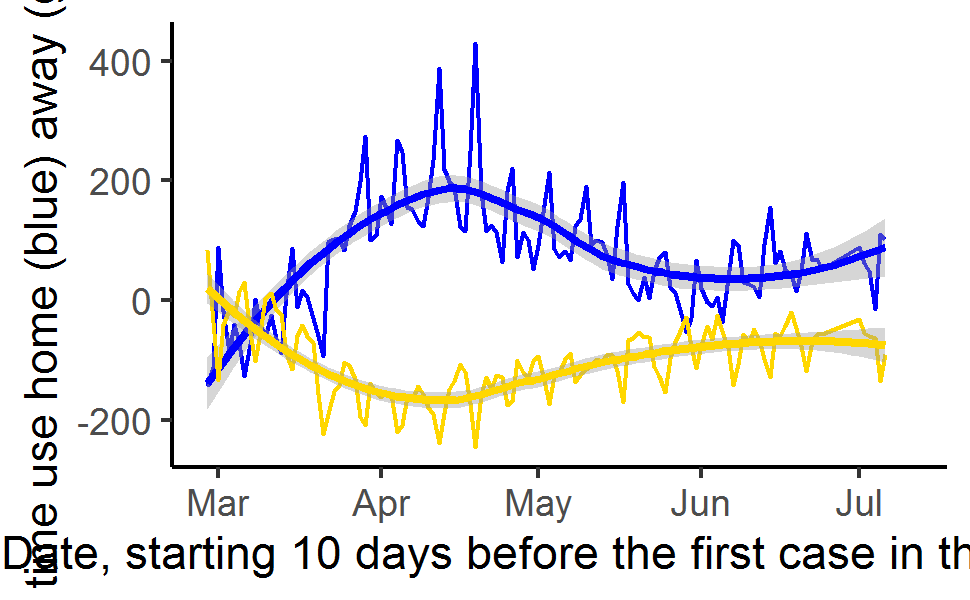 time use home (blue) away (
400
200
0
-200
Mar Apr May Jun Jul
Date, starting 10 days before the first case in th